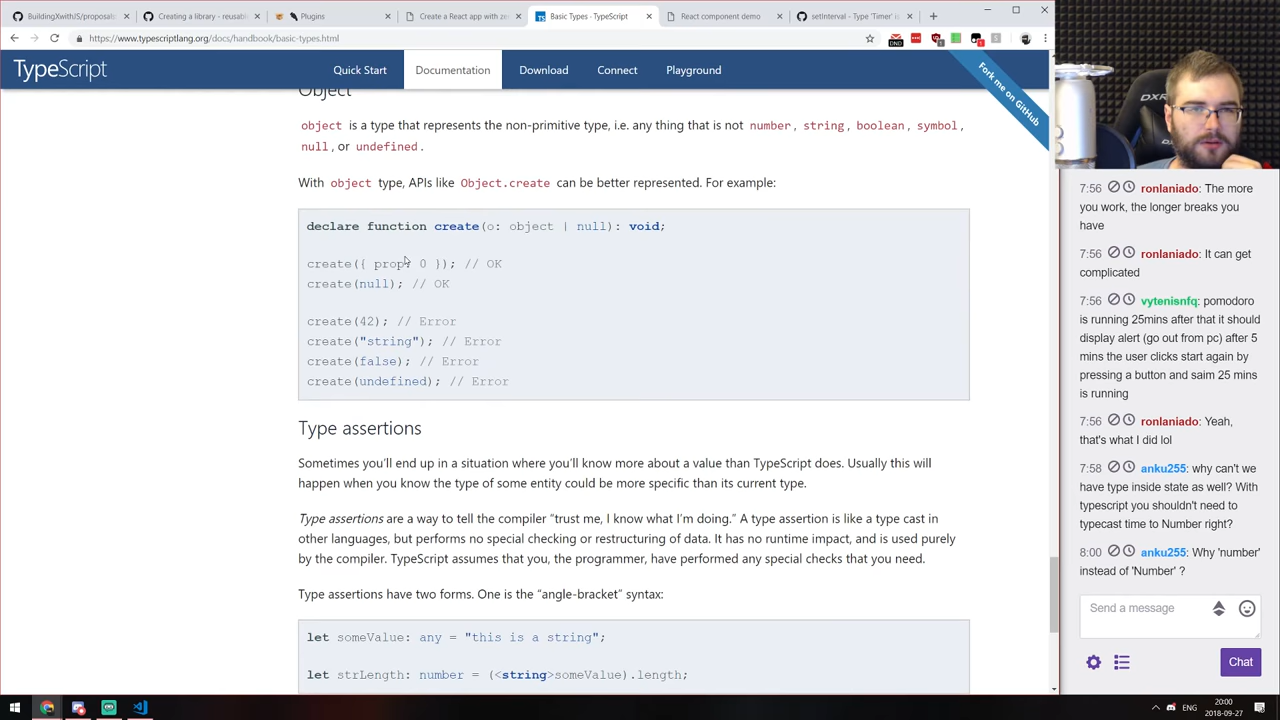 BuildingXwithJS/proposals
Creating a library - reusable
Plugins
Create a React app with ze
Basic Types · TypeScript
React component demo
setInterval - Type 'Timer' is
https://www.typescriptlang.org/docs/handbook/basic-types.html
TypeScript
Quick Start
Documentation
Download
Connect
Playground
Fork me on GitHub
Object
object is a type that represents the non-primitive type, i.e. any thing that is not number, string, boolean, symbol,
null, or undefined.
With object type, APIs like Object.create can be better represented. For example:
declare function create(o: object | null): void;
create({ prop: 0 }); // OK
create(null); // OK
create(42); // Error
create("string"); // Error
create(false); // Error
create(undefined); // Error
Type assertions
Sometimes you'll end up in a situation where you'll know more about a value than TypeScript does. Usually this will
happen when you know the type of some entity could be more specific than its current type.
Type assertions are a way to tell the compiler “trust me, I know what I'm doing.” A type assertion is like a type cast in
other languages, but performs no special checking or restructuring of data. It has no runtime impact, and is used purely
by the compiler. TypeScript assumes that you, the programmer, have performed any special checks that you need.
Type assertions have two forms. One is the “angle-bracket” syntax:
let someValue: any = "this is a string";
let strLength: number = (<string>someValue).length;
DXR
7:56 ronlaniado: The more
you work, the longer breaks you
have
7:56 ronlaniado: It can get
complicated
7:56 vytenisnfq: pomodoro
is running 25mins after that it should
display alert (go out from pc) after 5
mins the user clicks start again by
pressing a button and saim 25 mins
is running
7:56 ronlaniado: Yeah,
that's what I did lol
7:58 anku255: why can't we
have type inside state as well? With
typescript you shouldn't need to
typecast time to Number right?
8:00 anku255: Why 'number'
instead of 'Number' ?
Send a message
Chat
ENG
20:00
2018-09-27